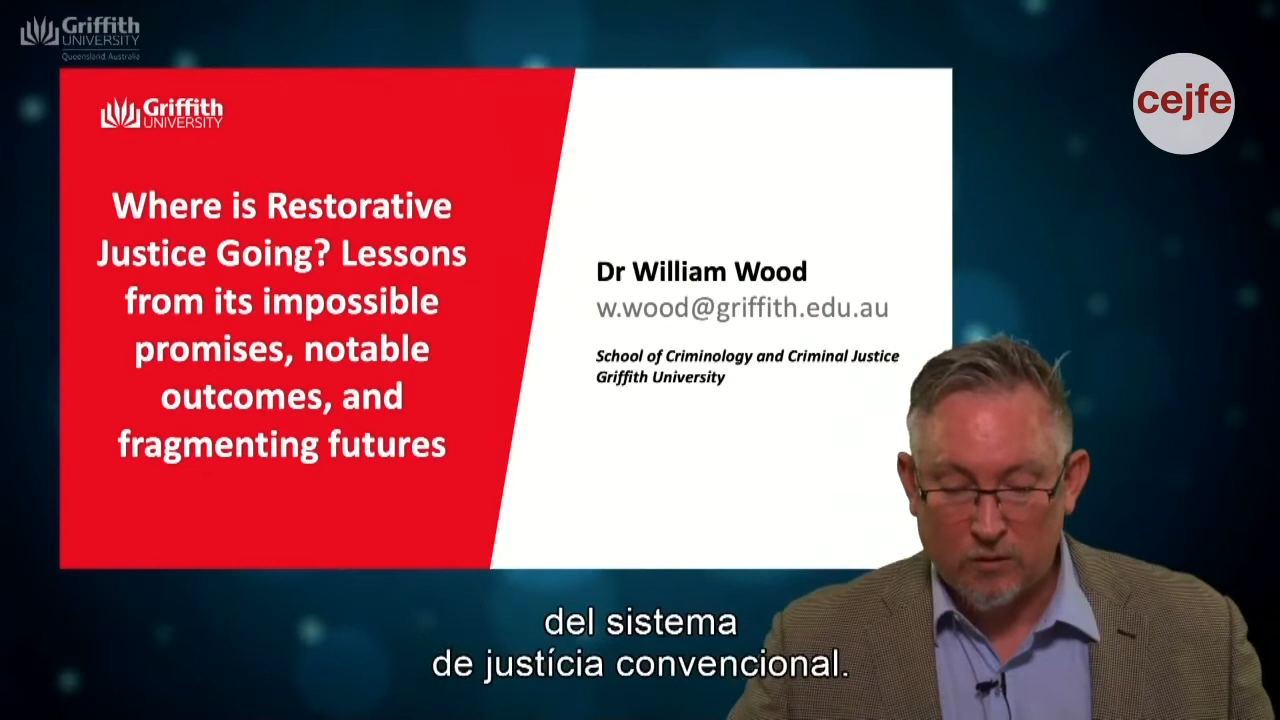 Griffith
UNIVERSITY
Queensland, Australia
cejfe
Griffith
UNIVERSITY
Where is Restorative
Justice Going? Lessons
from its impossible
promises, notable
outcomes, and
fragmenting futures
Dr William Wood
w.wood@griffith.edu.au
School of Criminology and Criminal Justice
Griffith University
del sistema
de justícia convencional.